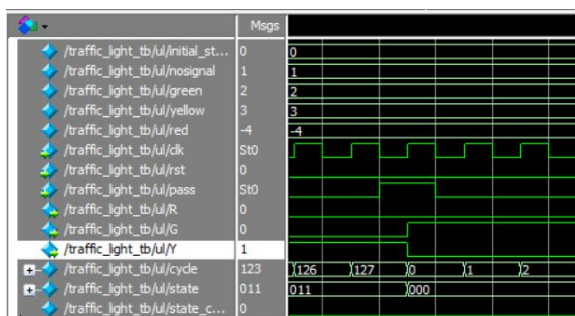 Msgs
/traffic_light_tb/ul/initial_st... 0 0
/traffic_light_tb/ul/nosignal 1 1
/traffic_light_tb/ul/green 2 2
/traffic_light_tb/ul/yellow 3 3
/traffic_light_tb/ul/red -4 -4
/traffic_light_tb/ul/clk St0
/traffic_light_tb/ul/rst 0
/traffic_light_tb/ul/pass St0
/traffic_light_tb/ul/R 0
/traffic_light_tb/ul/G 0
/traffic_light_tb/ul/Y 1
/traffic_light_tb/ul/cycle 123 126 127 0 1 2
/traffic_light_tb/ul/state 011 011 000
/traffic_light_tb/ul/state_c... 0